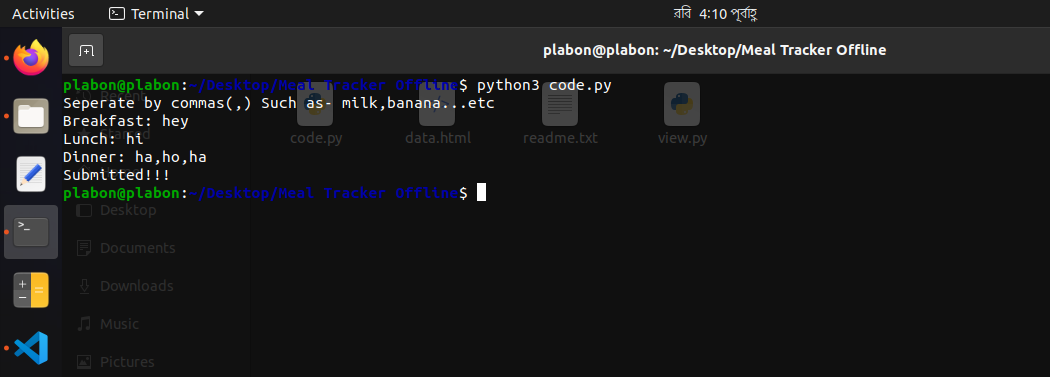 Activities
Terminal
রবি 4:10 পূর্বাহ্ণ
plabon@plabon: ~/Desktop/Meal Tracker Offline
plabon@plabon:~/Desktop/Meal Tracker Offline$ python3 code.py
Seperate by commas(,) Such as- milk,banana...etc
Breakfast: hey
Lunch: hi
Dinner: ha,ho,ha
Submitted!!!
plabon@plabon:~/Desktop/Meal Tracker Offline$
Recent
Starred
code.py
data.html
readme.txt
view.py
Desktop
Documents
Downloads
Music
Pictures